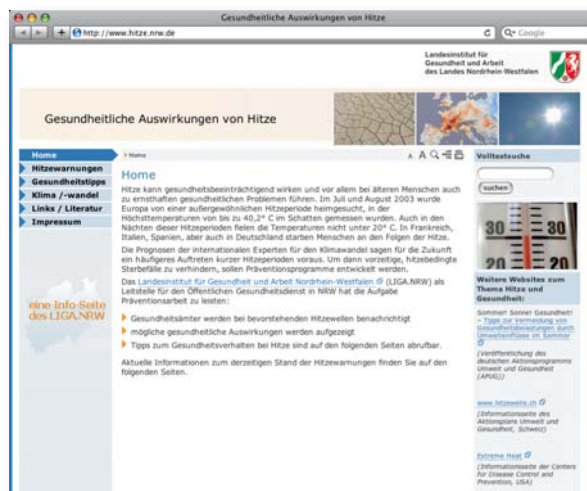 Gesundheitliche Auswirkungen von Hitze
http://www.hitze.nrw.de
Google
Landesinstitut für
Gesundheit und Arbeit
des Landes Nordrhein-Westfalen
Gesundheitliche Auswirkungen von Hitze
Home
Hitzewarnungen
Gesundheitstipps
Klima /-wandel
Links / Literatur
Impressum
eine Info-Seite
des LIGA.NRW
Home
A A
Home
Hitze kann gesundheitsbeeinträchtigend wirken und vor allem bei älteren Menschen auch
zu ernsthaften gesundheitlichen Problemen führen. Im Juli und August 2003 wurde
Europa von einer außergewöhnlichen Hitzeperiode heimgesucht, in der
Höchsttemperaturen von bis zu 40,2° C im Schatten gemessen wurden. Auch in den
Nächten dieser Hitzeperioden fielen die Temperaturen nicht unter 20° C. In Frankreich,
Italien, Spanien, aber auch in Deutschland starben Menschen an den Folgen der Hitze.
Die Prognosen der internationalen Experten für den Klimawandel sagen für die Zukunft
ein häufigeres Auftreten kurzer Hitzeperioden voraus. Um dann vorzeitige, hitzebedingte
Sterbefälle zu verhindern, sollen Präventionsprogramme entwickelt werden.
Das Landesinstitut für Gesundheit und Arbeit Nordrhein-Westfalen (LIGA.NRW) als
Leitstelle für den Öffentlichen Gesundheitsdienst in NRW hat die Aufgabe
Präventionsarbeit zu leisten:
Gesundheitsämter werden bei bevorstehenden Hitzewellen benachrichtigt
mögliche gesundheitliche Auswirkungen werden aufgezeigt
Tipps zum Gesundheitsverhalten bei Hitze sind auf den folgenden Seiten abrufbar.
Aktuelle Informationen zum derzeitigen Stand der Hitzewarnungen finden Sie auf den
folgenden Seiten.
Volltextsuche
suchen
30 30
20 20
Weitere Websites zum
Thema Hitze und
Gesundheit:
Sommer! Sonne! Gesundheit!
– Tipps zur Vermeidung von
Gesundheitsbelastungen durch
Umwelteinflüsse im Sommer
(Veröffentlichung des
deutschen Aktionsprogramms
Umwelt und Gesundheit
(APUG))
www.hitzewelle.ch
(Informationsseite des
Aktionsplans Umwelt und
Gesundheit, Schweiz)
Extreme Heat
(Informationsseite der Centers
for Disease Control and
Prevention, USA)